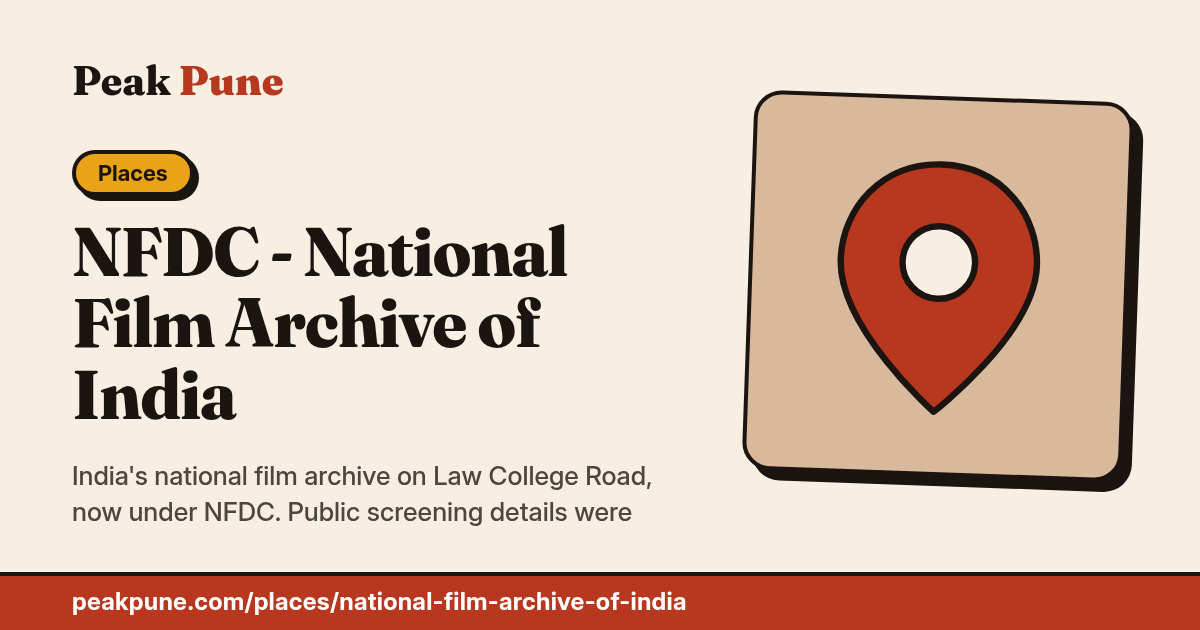 Peak Pune
Places
NFDC - National
Film Archive of
India
India's national film archive on Law College Road,
now under NFDC. Public screening details were
peakpune.com/places/national-film-archive-of-india